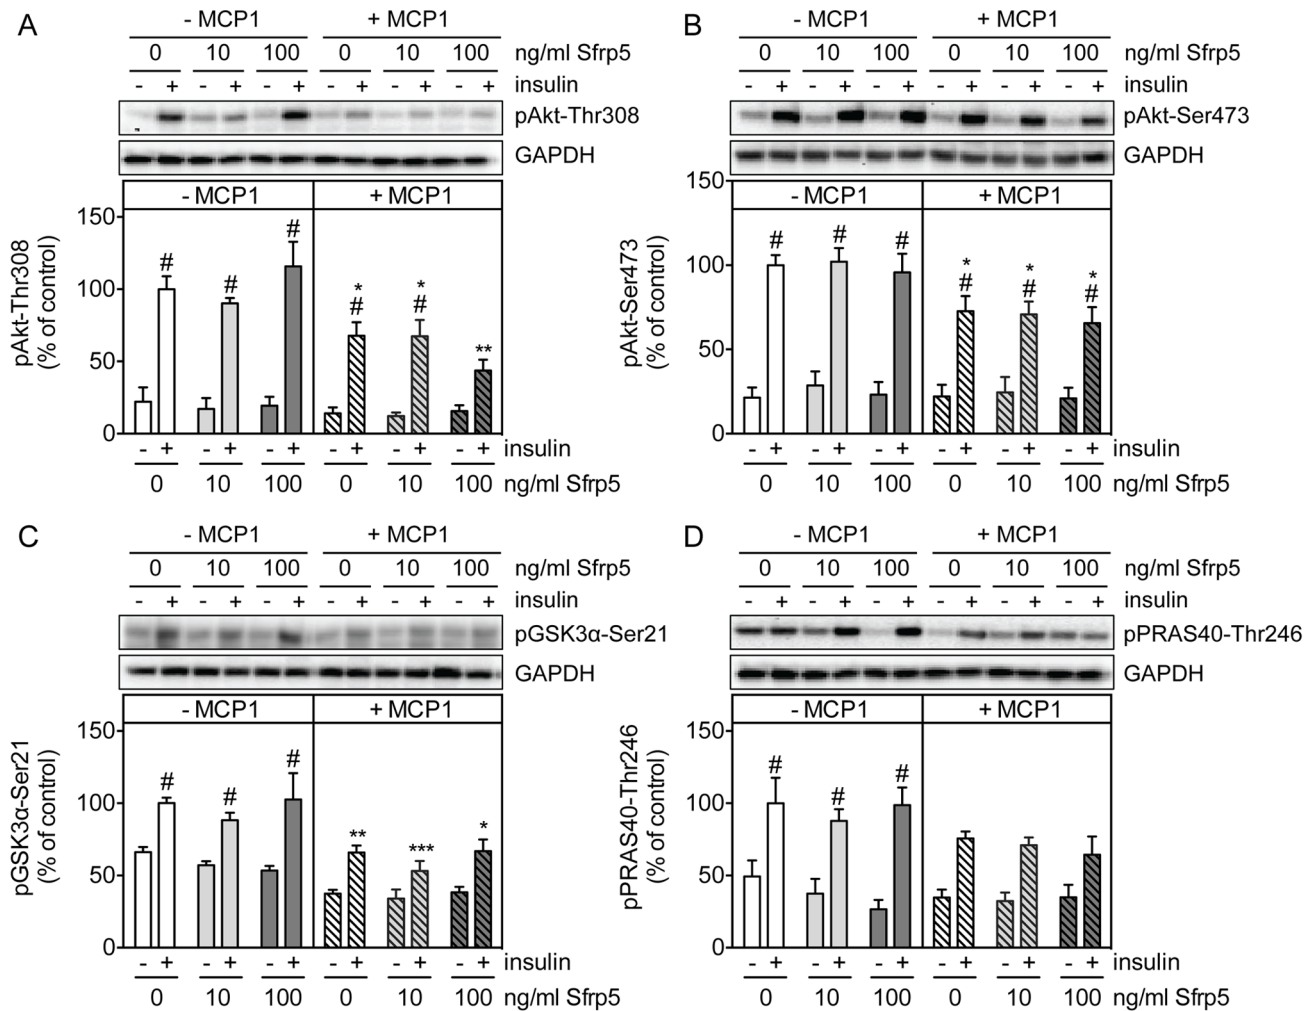 A
- MCP1 + MCP1
0 10 100 0 10 100 ng/ml Sfrp5
- + - + - + - + - + - + insulin
pAkt-Thr308
GAPDH
- MCP1 + MCP1
150
100
50
0
pAkt-Thr308
(% of control)
# # # * # * # **
- + - + - + - + - + - + insulin
0 10 100 0 10 100 ng/ml Sfrp5
B
- MCP1 + MCP1
0 10 100 0 10 100 ng/ml Sfrp5
- + - + - + - + - + - + insulin
pAkt-Ser473
GAPDH
- MCP1 + MCP1
150
100
50
0
pAkt-Ser473
(% of control)
# # # * # * # * #
- + - + - + - + - + - + insulin
0 10 100 0 10 100 ng/ml Sfrp5
C
- MCP1 + MCP1
0 10 100 0 10 100 ng/ml Sfrp5
- + - + - + - + - + - + insulin
pGSK3α-Ser21
GAPDH
- MCP1 + MCP1
150
100
50
0
pGSK3α-Ser21
(% of control)
# # # ** *** *
- + - + - + - + - + - + insulin
0 10 100 0 10 100 ng/ml Sfrp5
D
- MCP1 + MCP1
0 10 100 0 10 100 ng/ml Sfrp5
- + - + - + - + - + - + insulin
pPRAS40-Thr246
GAPDH
- MCP1 + MCP1
150
100
50
0
pPRAS40-Thr246
(% of control)
# # #
- + - + - + - + - + - + insulin
0 10 100 0 10 100 ng/ml Sfrp5